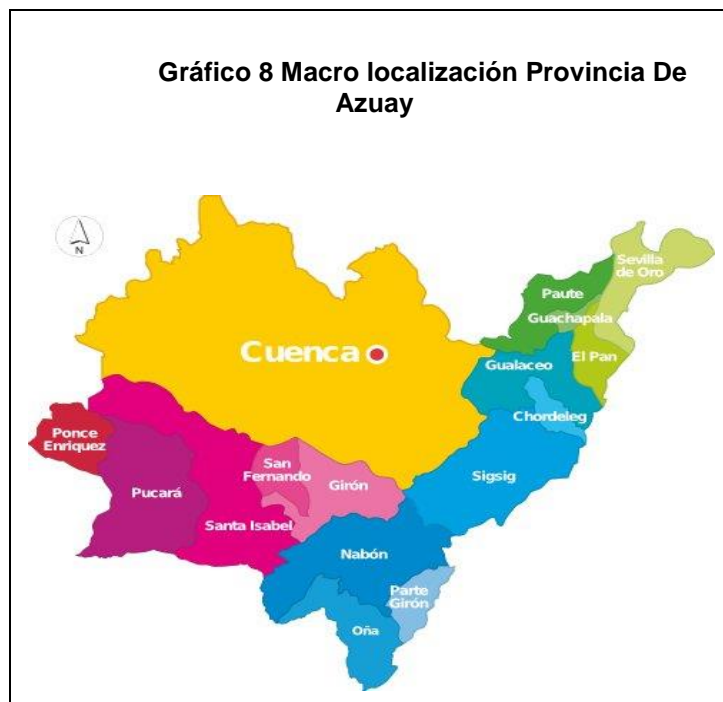 Gráfico 8 Macro localización Provincia De
Azuay
N
Sevilla
de Oro
Paute
Guachapala
Cuenca
El Pan
Gualaceo
Chordeleg
Ponce
Enriquez
San
Fernando
Girón
Sigsig
Pucará
Santa Isabel
Nabón
Parte
Girón
Oña